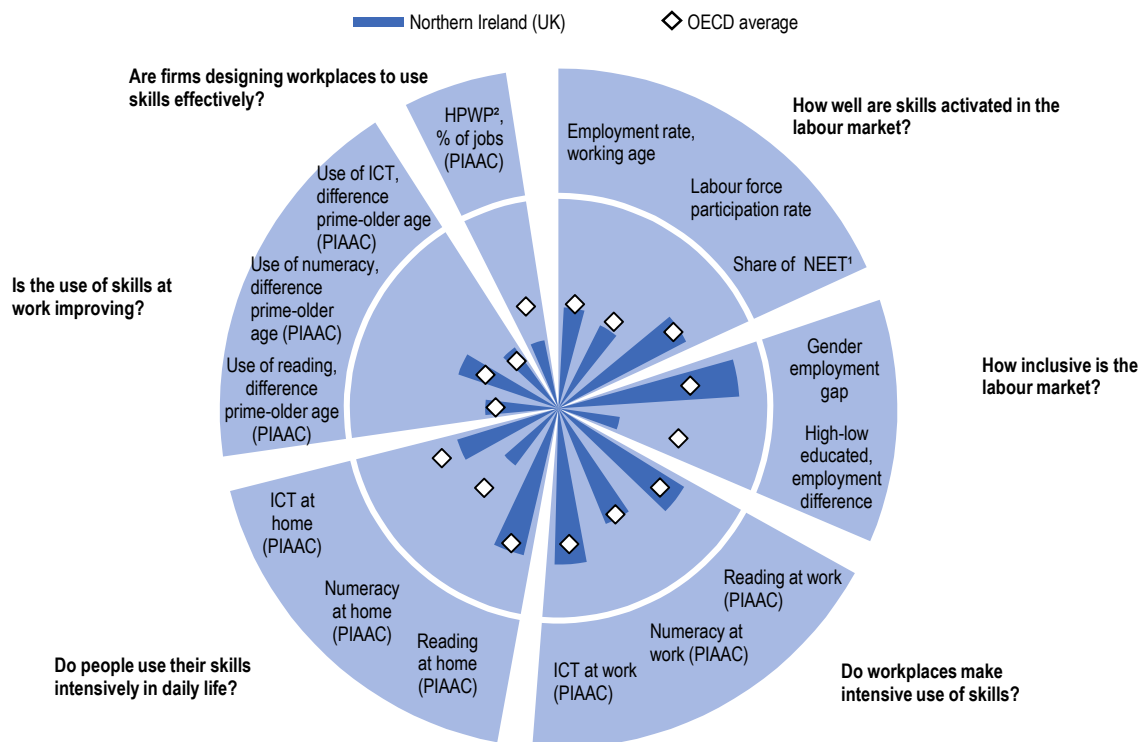 Northern Ireland (UK)
OECD average
Are firms designing workplaces to use
skills effectively?
HPWP²,
% of jobs
(PIAAC)
How well are skills activated in the
labour market?
Employment rate,
working age
Labour force
participation rate
Share of NEET¹
How inclusive is the
labour market?
Gender
employment
gap
High-low
educated,
employment
difference
Do workplaces make
intensive use of skills?
Reading at work
(PIAAC)
Numeracy at
work (PIAAC)
ICT at work
(PIAAC)
Do people use their skills
intensively in daily life?
Reading
at home
(PIAAC)
Numeracy
at home
(PIAAC)
ICT at
home
(PIAAC)
Is the use of skills at
work improving?
Use of reading,
difference
prime-older age
(PIAAC)
Use of numeracy,
difference
prime-older
age (PIAAC)
Use of ICT,
difference
prime-older age
(PIAAC)